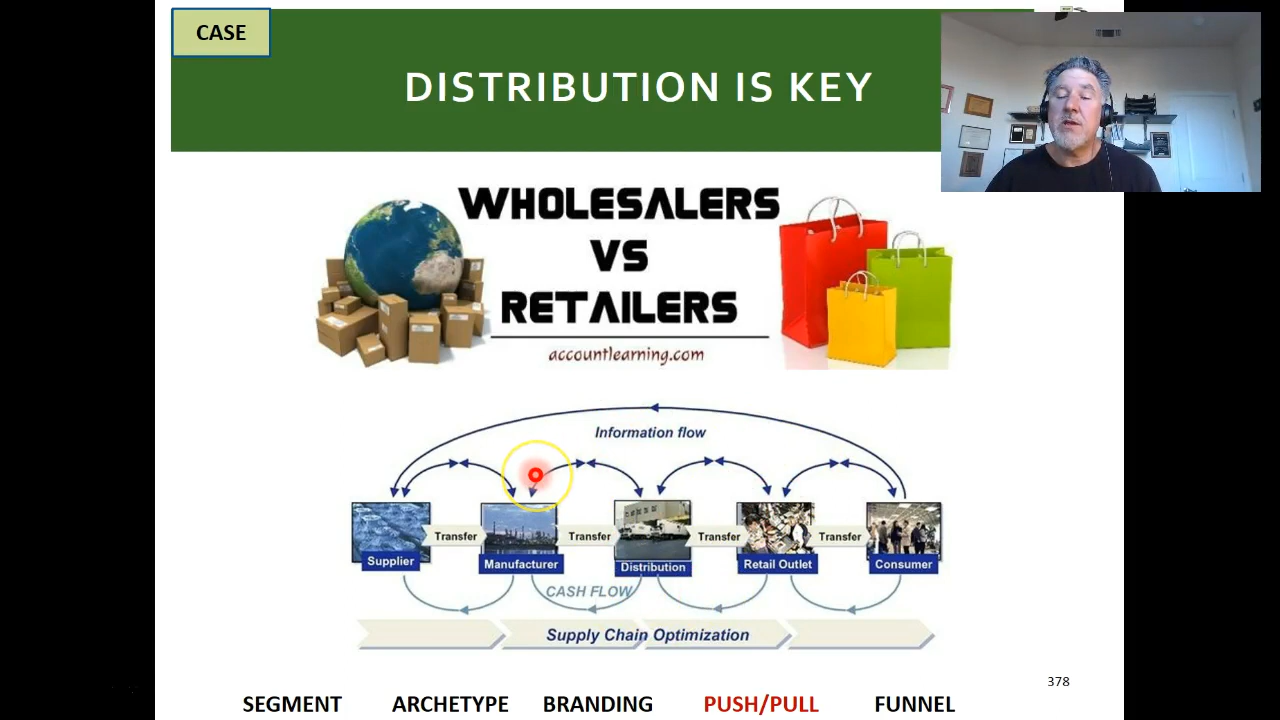 CASE
DISTRIBUTION IS KEY
WHOLESALERS
VS
RETAILERS
accountlearning.com
Information flow
Transfer Transfer Transfer Transfer
Supplier Manufacturer Distribution Retail Outlet Consumer
CASH FLOW
Supply Chain Optimization
378
SEGMENT ARCHETYPE BRANDING PUSH/PULL FUNNEL